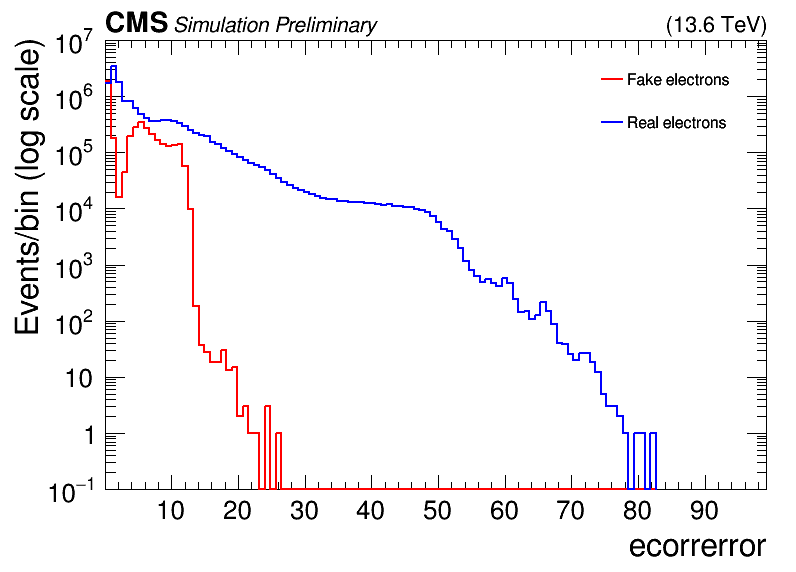 CMS Simulation Preliminary (13.6 TeV)
Events/bin (log scale)
10⁷
10⁶
10⁵
10⁴
10³
10²
10
1
10⁻¹
Fake electrons
Real electrons
10 20 30 40 50 60 70 80 90
ecorrerror